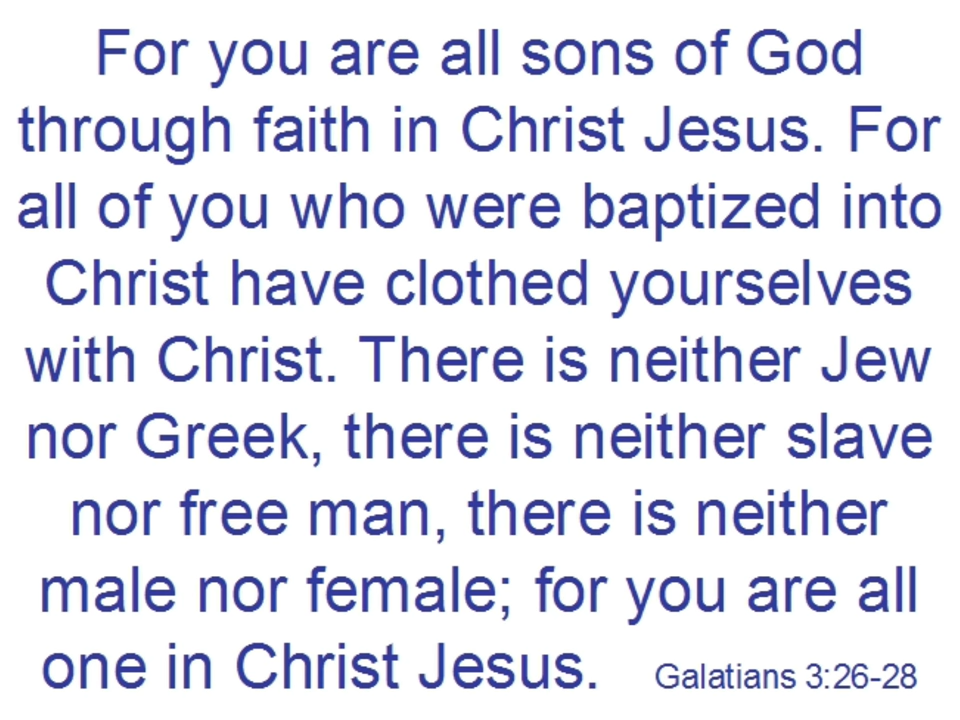 For you are all sons of God
through faith in Christ Jesus. For
all of you who were baptized into
Christ have clothed yourselves
with Christ. There is neither Jew
nor Greek, there is neither slave
nor free man, there is neither
male nor female; for you are all
one in Christ Jesus. Galatians 3:26-28